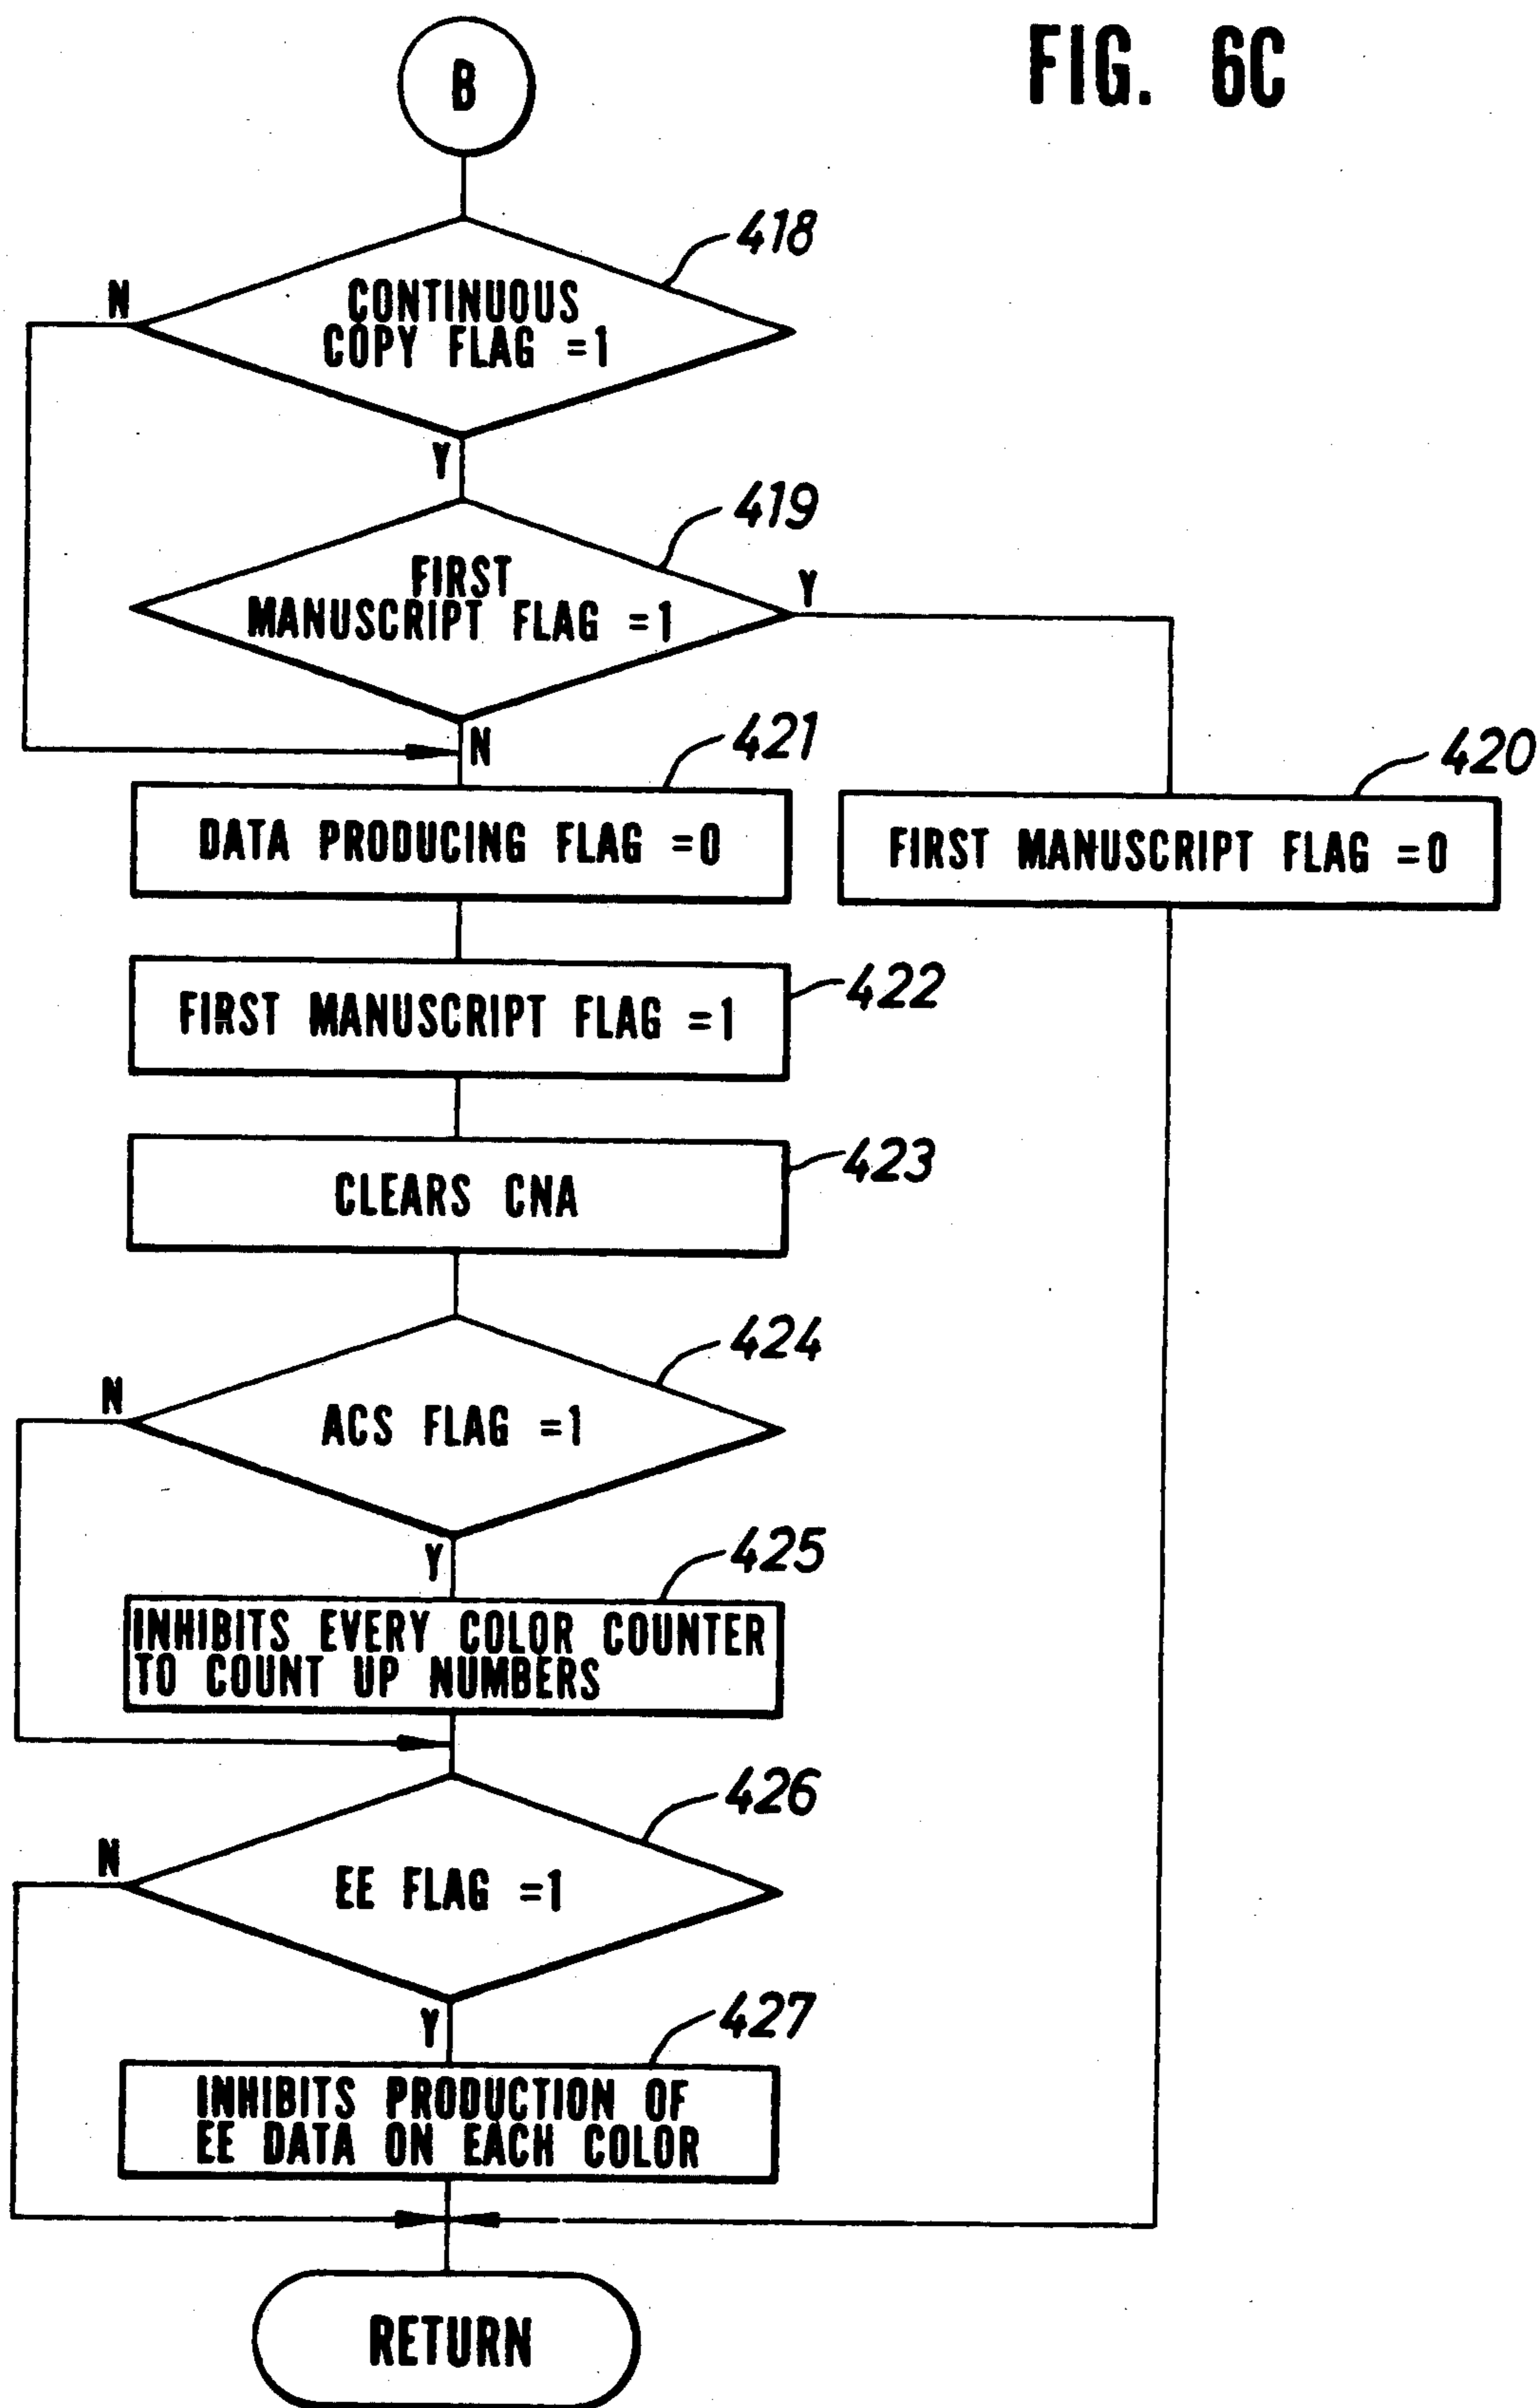 FIG. 6C
B
418
N
CONTINUOUS
COPY FLAG =1
Y
419
FIRST
MANUSCRIPT FLAG =1
Y
N
421
420
DATA PRODUCING FLAG =0
FIRST MANUSCRIPT FLAG =0
422
FIRST MANUSCRIPT FLAG =1
423
CLEARS CNA
424
N
ACS FLAG =1
Y
425
INHIBITS EVERY COLOR COUNTER
TO COUNT UP NUMBERS
426
N
EE FLAG =1
Y
427
INHIBITS PRODUCTION OF
EE DATA ON EACH COLOR
RETURN